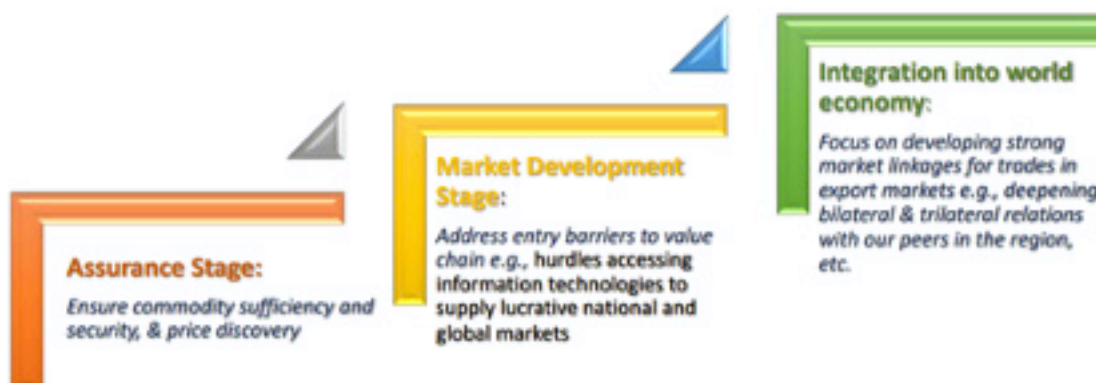 Assurance Stage:
Ensure commodity sufficiency and
security, & price discovery
Market Development
Stage:
Address entry barriers to value
chain e.g., hurdles accessing
information technologies to
supply lucrative national and
global markets
Integration into world
economy:
Focus on developing strong
market linkages for trades in
export markets e.g., deepening
bilateral & trilateral relations
with our peers in the region,
etc.